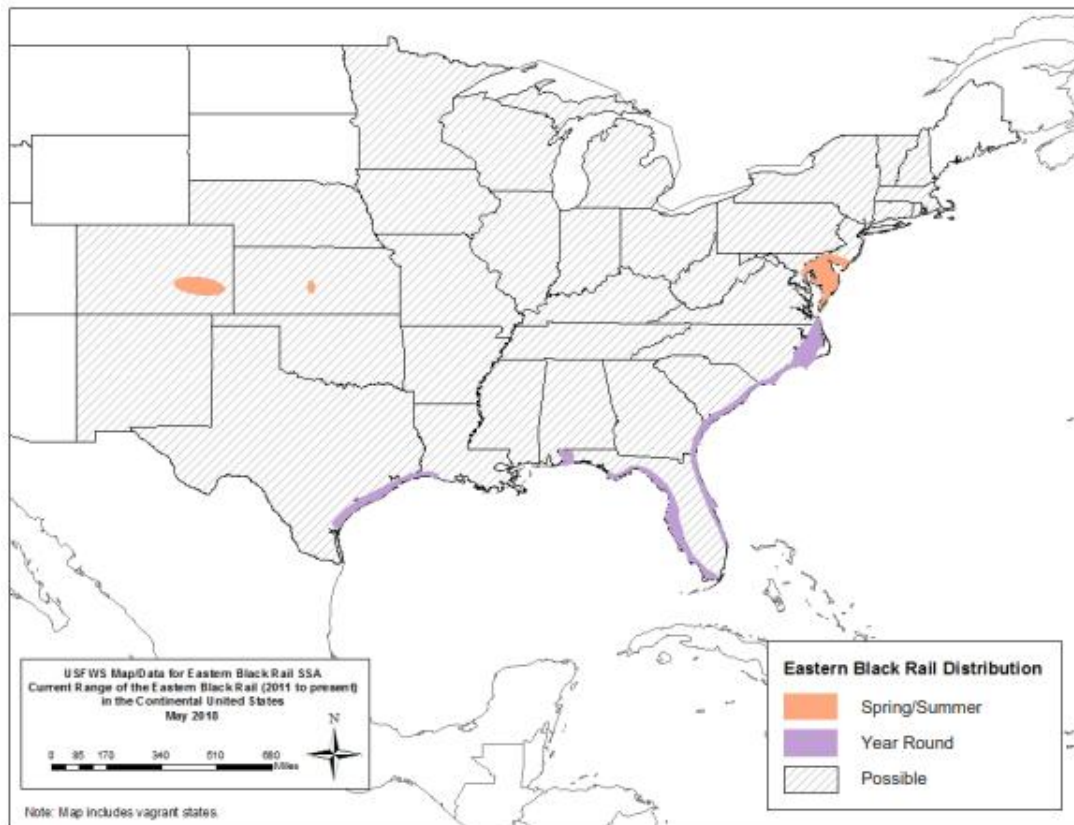 USFWS Map/Data for Eastern Black Rail SSA
Current Range of the Eastern Black Rail (2011 to present)
in the Continental United States
May 2018
N
0 85 170 340 510 680
Miles
Note: Map includes vagrant states.
Eastern Black Rail Distribution
Spring/Summer
Year Round
Possible